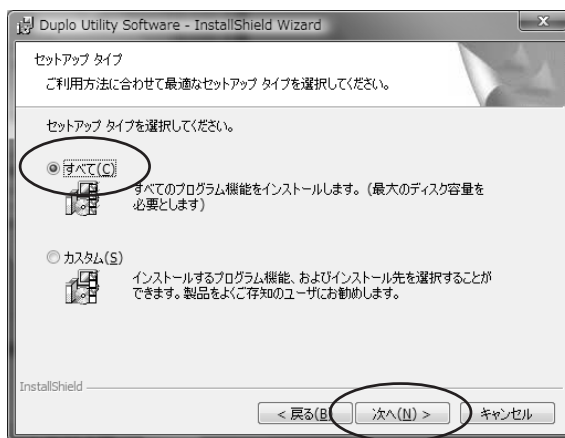 Duplo Utility Software - InstallShield Wizard
x
セットアップ タイプ
ご利用方法に合わせて最適なセットアップ タイプを選択してください。
セットアップ タイプを選択してください。
すべて(C)
すべてのプログラム機能をインストールします。(最大のディスク容量を
必要とします)
カスタム(S)
インストールするプログラム機能、およびインストール先を選択することが
できます。製品をよくご存知のユーザにお勧めします。
InstallShield
< 戻る(B) 次へ(N) > キャンセル